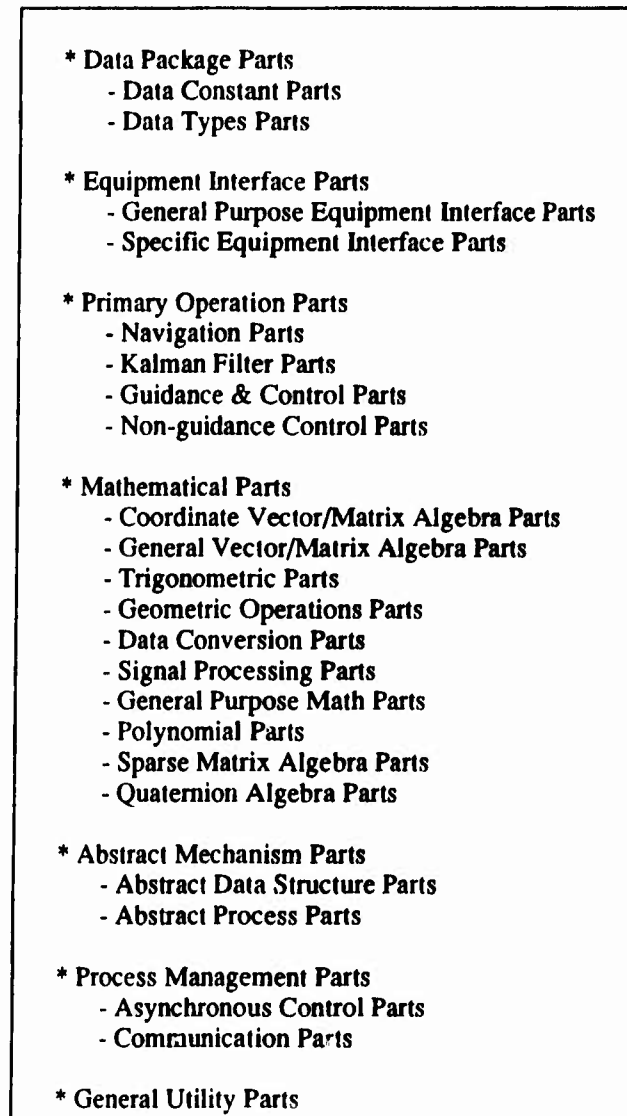 * Data Package Parts
- Data Constant Parts
- Data Types Parts
* Equipment Interface Parts
- General Purpose Equipment Interface Parts
- Specific Equipment Interface Parts
* Primary Operation Parts
- Navigation Parts
- Kalman Filter Parts
- Guidance & Control Parts
- Non-guidance Control Parts
* Mathematical Parts
- Coordinate Vector/Matrix Algebra Parts
- General Vector/Matrix Algebra Parts
- Trigonometric Parts
- Geometric Operations Parts
- Data Conversion Parts
- Signal Processing Parts
- General Purpose Math Parts
- Polynomial Parts
- Sparse Matrix Algebra Parts
- Quaternion Algebra Parts
* Abstract Mechanism Parts
- Abstract Data Structure Parts
- Abstract Process Parts
* Process Management Parts
- Asynchronous Control Parts
- Communication Parts
* General Utility Parts